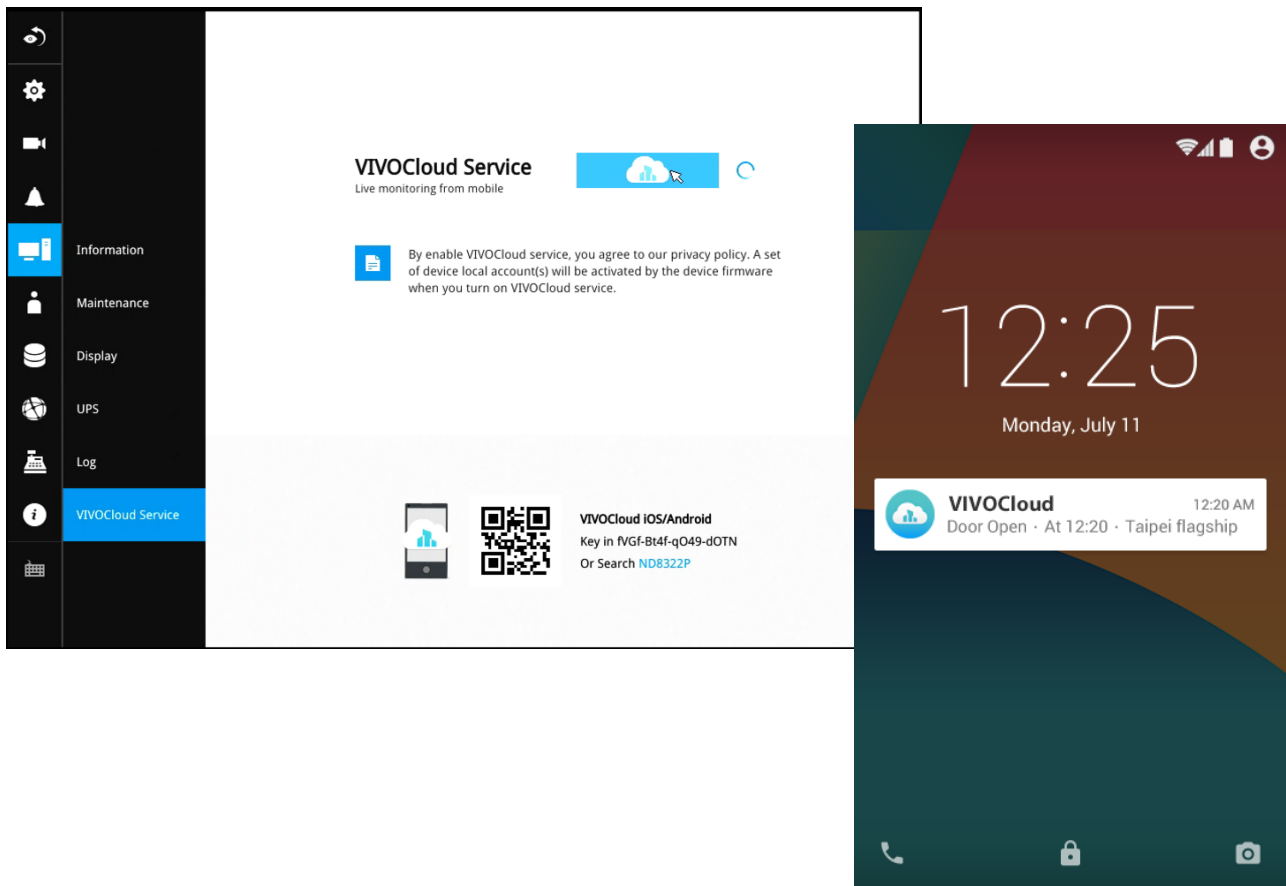 VIVOCloud Service
Live monitoring from mobile
By enable VIVOCloud service, you agree to our privacy policy. A set
of device local account(s) will be activated by the device firmware
when you turn on VIVOCloud service.
Information
Maintenance
Display
UPS
Log
VIVOCloud Service
VIVOCloud iOS/Android
Key in fVGf-Bt4f-qO49-dOTN
Or Search ND8322P
12:25
Monday, July 11
VIVOCloud
12:20 AM
Door Open · At 12:20 · Taipei flagship